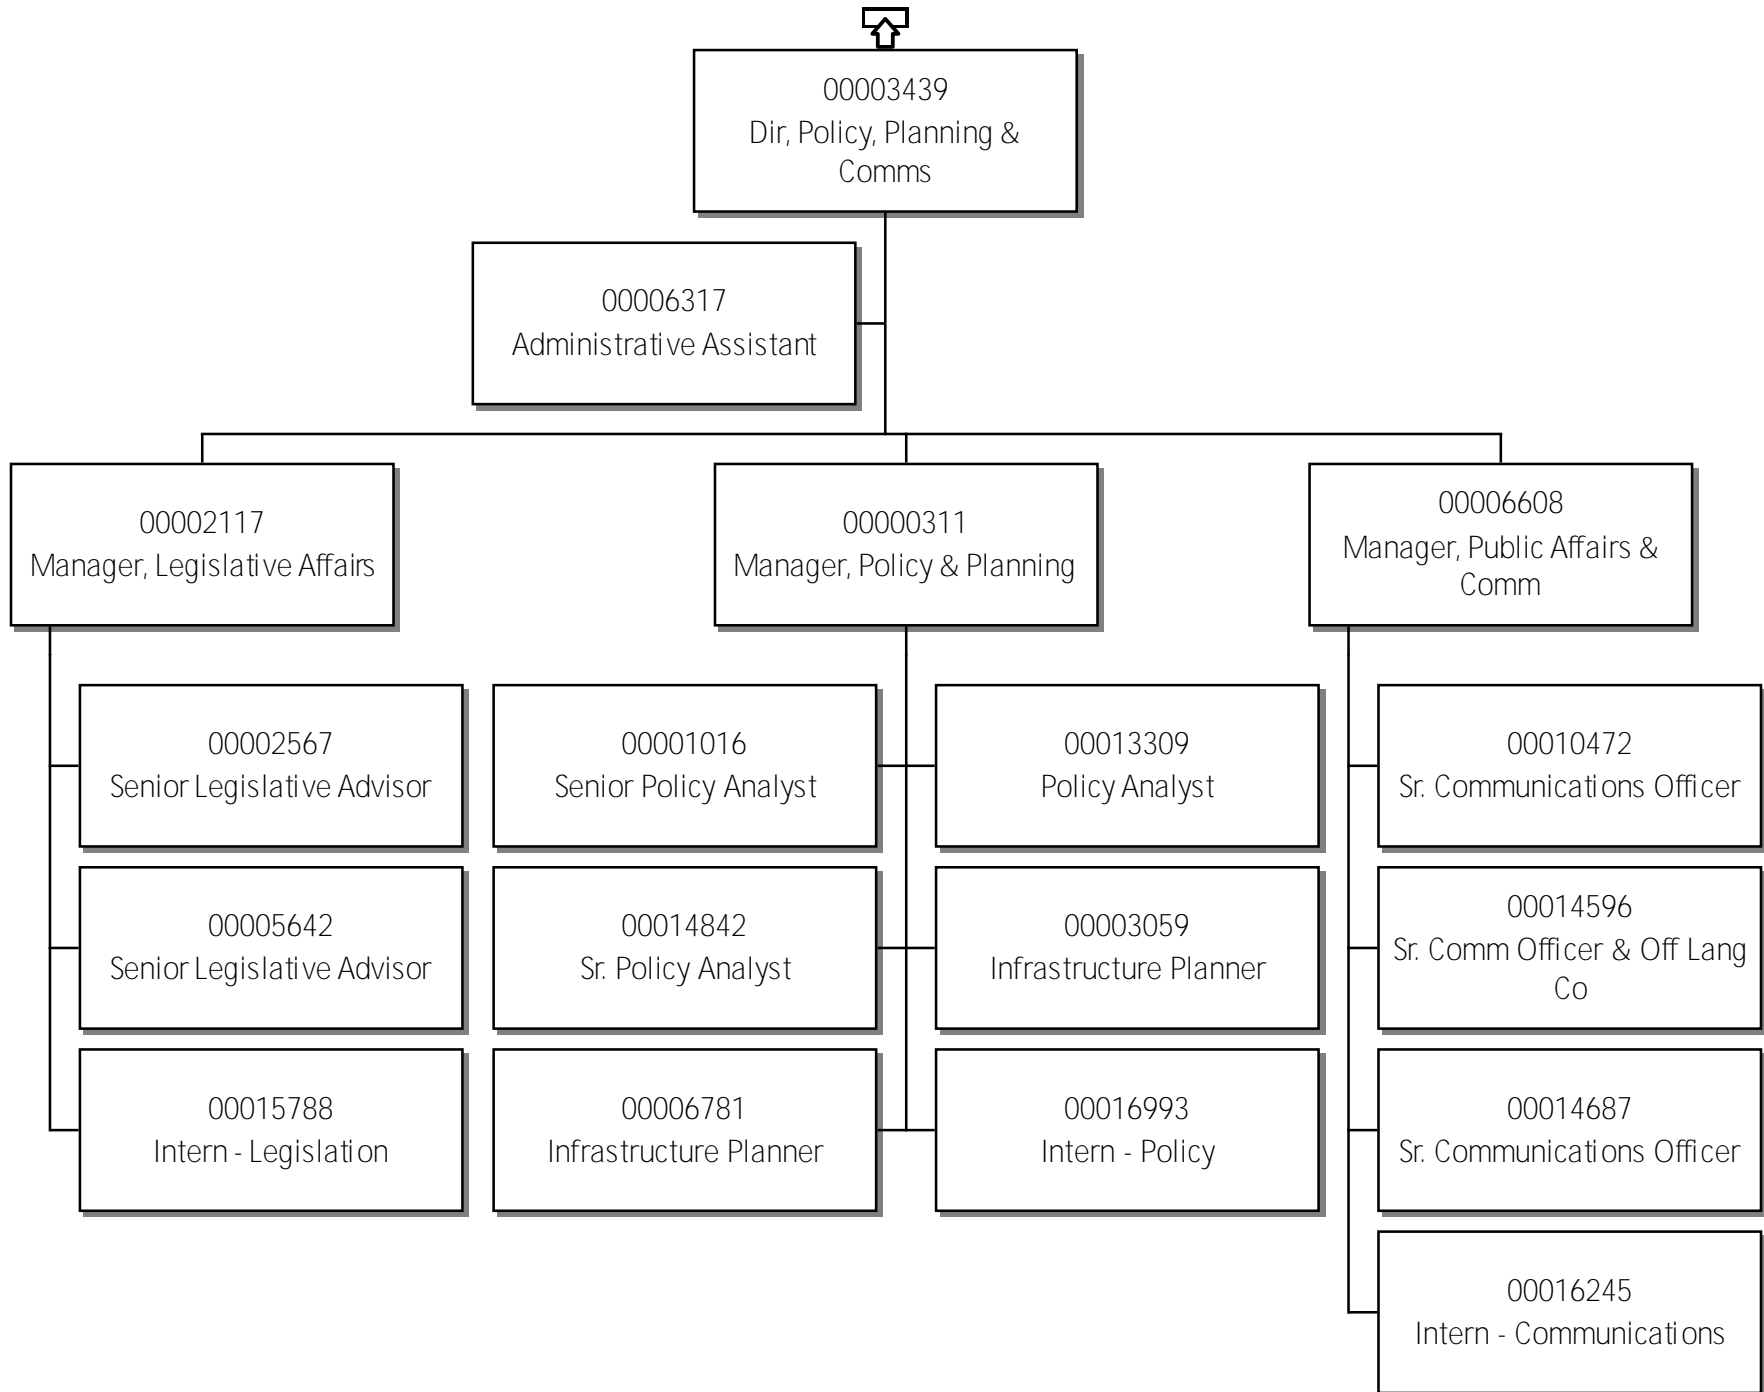 00003439
Dir, Policy, Planning &
Comms
00006317
Administrative Assistant
00002117
Manager, Legislative Affairs
00000311
Manager, Policy & Planning
00006608
Manager, Public Affairs &
Comm
00002567
Senior Legislative Advisor
00001016
Senior Policy Analyst
00013309
Policy Analyst
00010472
Sr. Communications Officer
00005642
Senior Legislative Advisor
00014842
Sr. Policy Analyst
00003059
Infrastructure Planner
00014596
Sr. Comm Officer & Off Lang
Co
00015788
Intern - Legislation
00006781
Infrastructure Planner
00016993
Intern - Policy
00014687
Sr. Communications Officer
00016245
Intern - Communications